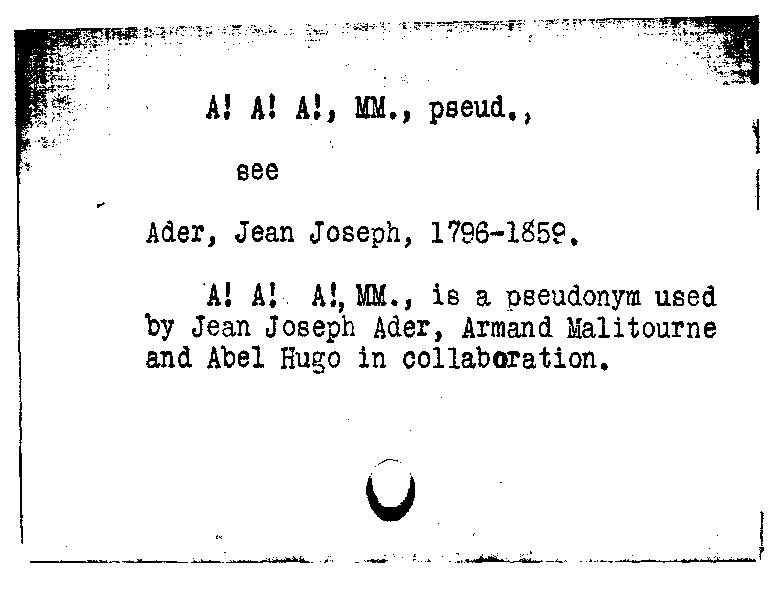 A! A! A!, MM., pseud.,
see
Ader, Jean Joseph, 1796-1859.
A! A! A!, MM., is a pseudonym used
by Jean Joseph Ader, Armand Malitourne
and Abel Hugo in collaboration.